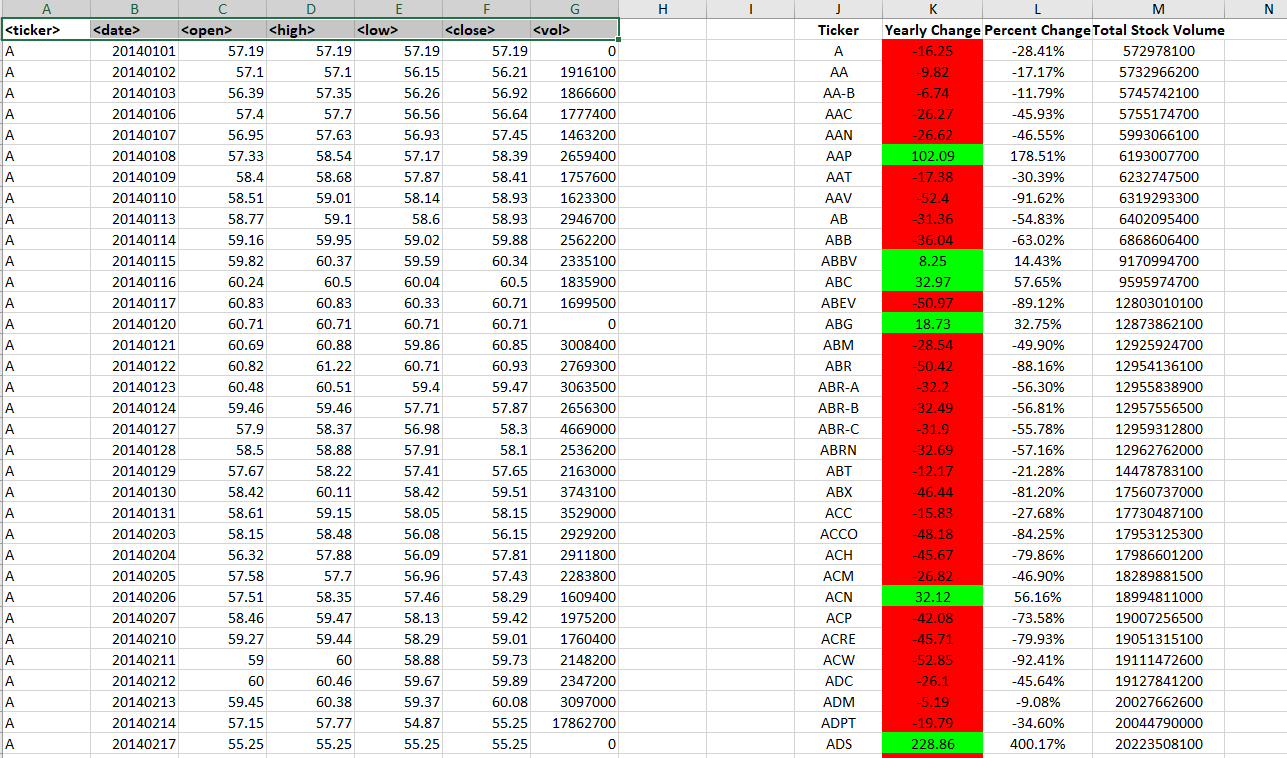 A B C D E F G H I J K L M N
<ticker> <date> <open> <high> <low> <close> <vol> Ticker Yearly Change Percent Change Total Stock Volume
A 20140101 57.19 57.19 57.19 57.19 0 A -16.25 -28.41% 572978100
A 20140102 57.1 57.1 56.15 56.21 1916100 AA -9.82 -17.17% 5732966200
A 20140103 56.39 57.35 56.26 56.92 1866600 AA-B -6.74 -11.79% 5745742100
A 20140106 57.4 57.7 56.56 56.64 1777400 AAC -26.27 -45.93% 5755174700
A 20140107 56.95 57.63 56.93 57.45 1463200 AAN -26.62 -46.55% 5993066100
A 20140108 57.33 58.54 57.17 58.39 2659400 AAP 102.09 178.51% 6193007700
A 20140109 58.4 58.68 57.87 58.41 1757600 AAT -17.38 -30.39% 6232747500
A 20140110 58.51 59.01 58.14 58.93 1623300 AAV -52.4 -91.62% 6319293300
A 20140113 58.77 59.1 58.6 58.93 2946700 AB -31.36 -54.83% 6402095400
A 20140114 59.16 59.95 59.02 59.88 2562200 ABB -36.04 -63.02% 6868606400
A 20140115 59.82 60.37 59.59 60.34 2335100 ABBV 8.25 14.43% 9170994700
A 20140116 60.24 60.5 60.04 60.5 1835900 ABC 32.97 57.65% 9595974700
A 20140117 60.83 60.83 60.33 60.71 1699500 ABEV -50.97 -89.12% 12803010100
A 20140120 60.71 60.71 60.71 60.71 0 ABG 18.73 32.75% 12873862100
A 20140121 60.69 60.88 59.86 60.85 3008400 ABM -28.54 -49.90% 12925924700
A 20140122 60.82 61.22 60.71 60.93 2769300 ABR -50.42 -88.16% 12954136100
A 20140123 60.48 60.51 59.4 59.47 3063500 ABR-A -32.2 -56.30% 12955838900
A 20140124 59.46 59.46 57.71 57.87 2656300 ABR-B -32.49 -56.81% 12957556500
A 20140127 57.9 58.37 56.98 58.3 4669000 ABR-C -31.9 -55.78% 12959312800
A 20140128 58.5 58.88 57.91 58.1 2536200 ABRN -32.69 -57.16% 12962762000
A 20140129 57.67 58.22 57.41 57.65 2163000 ABT -12.17 -21.28% 14478783100
A 20140130 58.42 60.11 58.42 59.51 3743100 ABX -46.44 -81.20% 17560737000
A 20140131 58.61 59.15 58.05 58.15 3529000 ACC -15.83 -27.68% 17730487100
A 20140203 58.15 58.48 56.08 56.15 2929200 ACCO -48.18 -84.25% 17953125300
A 20140204 56.32 57.88 56.09 57.81 2911800 ACH -45.67 -79.86% 17986601200
A 20140205 57.58 57.7 56.96 57.43 2283800 ACM -26.82 -46.90% 18289881500
A 20140206 57.51 58.35 57.46 58.29 1609400 ACN 32.12 56.16% 18994811000
A 20140207 58.46 59.47 58.13 59.42 1975200 ACP -42.08 -73.58% 19007256500
A 20140210 59.27 59.44 58.29 59.01 1760400 ACRE -45.71 -79.93% 19051315100
A 20140211 59 60 58.88 59.73 2148200 ACW -52.85 -92.41% 19111472600
A 20140212 60 60.46 59.67 59.89 2347200 ADC -26.1 -45.64% 19127841200
A 20140213 59.45 60.38 59.37 60.08 3097000 ADM -5.19 -9.08% 20027662600
A 20140214 57.15 57.77 54.87 55.25 17862700 ADPT -19.79 -34.60% 20044790000
A 20140217 55.25 55.25 55.25 55.25 0 ADS 228.86 400.17% 20223508100